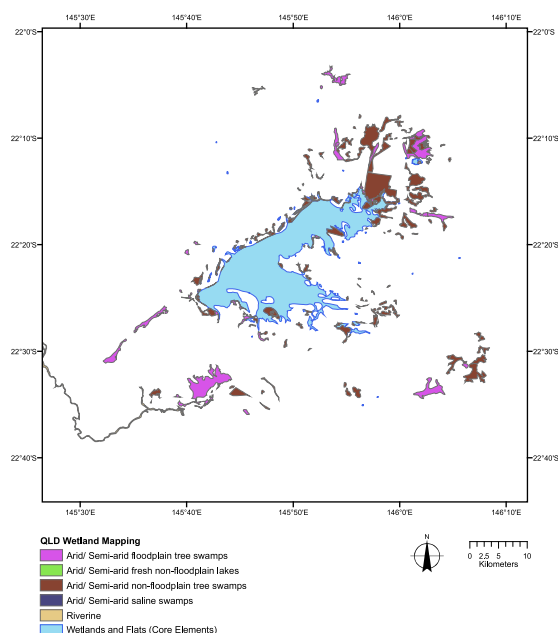 145°30'E 145°40'E 145°50'E 146°0'E 146°10'E
22°0'S 22°0'S
22°10'S 22°10'S
22°20'S 22°20'S
22°30'S 22°30'S
22°40'S 22°40'S
145°30'E 145°40'E 145°50'E 146°0'E 146°10'E
QLD Wetland Mapping
Arid/ Semi-arid floodplain tree swamps
Arid/ Semi-arid fresh non-floodplain lakes
Arid/ Semi-arid non-floodplain tree swamps
Arid/ Semi-arid saline swamps
Riverine
Wetlands and Flats (Core Elements)
N
0 2.5 5 10
Kilometers